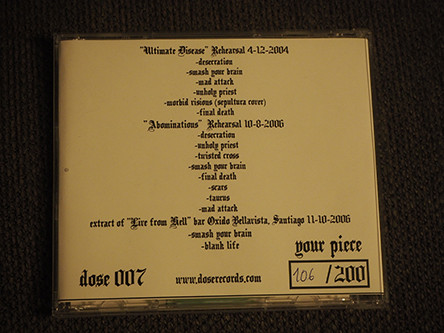 "Ultimate Disease" Rehearsal 4-12-2004
-desecration
-smash your brain
-mad attack
-unholy priest
-morbid visions (sepultura cover)
-final death
"Abominations" Rehearsal 10-8-2006
-desecration
-unholy priest
-twisted cross
-smash your brain
-final death
-scars
-taurus
-mad attack
extract of "Live from Hell" bar Oxido Bellavista, Santiago 11-10-2006
-smash your brain
-blank life
your piece
106 /200
dose 007
www.doserecords.com